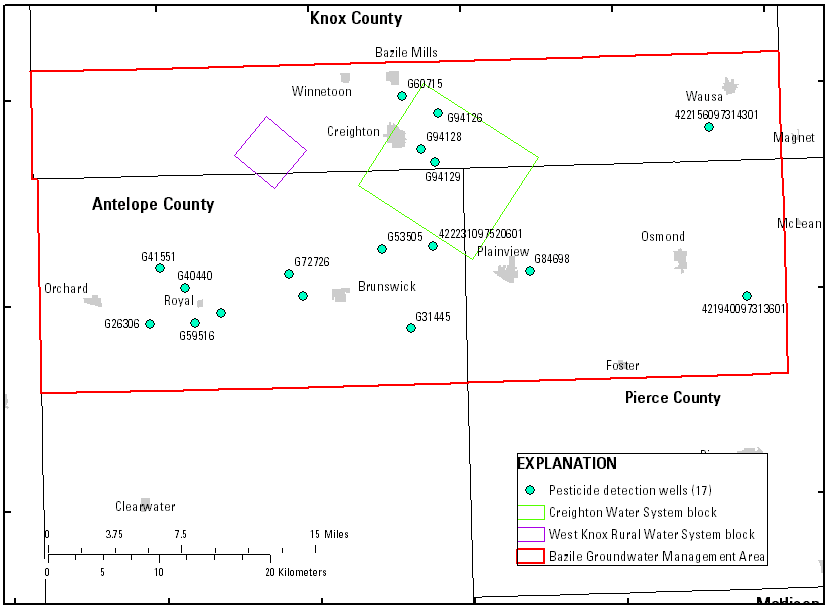 Knox County
Bazile Mills
Winnetoon
G60715
Wausa
G94126
422156097314301
Creighton
G94128
Magnet
G94129
Antelope County
McLean
G53505
422231097520601
Osmond
Plainview
G41551
G72726
G84698
G40440
Orchard
Royal
Brunswick
G26306
G59516
G31445
421940097313601
Foster
Pierce County
EXPLANATION
Pesticide detection wells (17)
Creighton Water System block
West Knox Rural Water System block
Bazile Groundwater Management Area
Clearwater
0 3.75 7.5 15 Miles
0 5 10 20 Kilometers